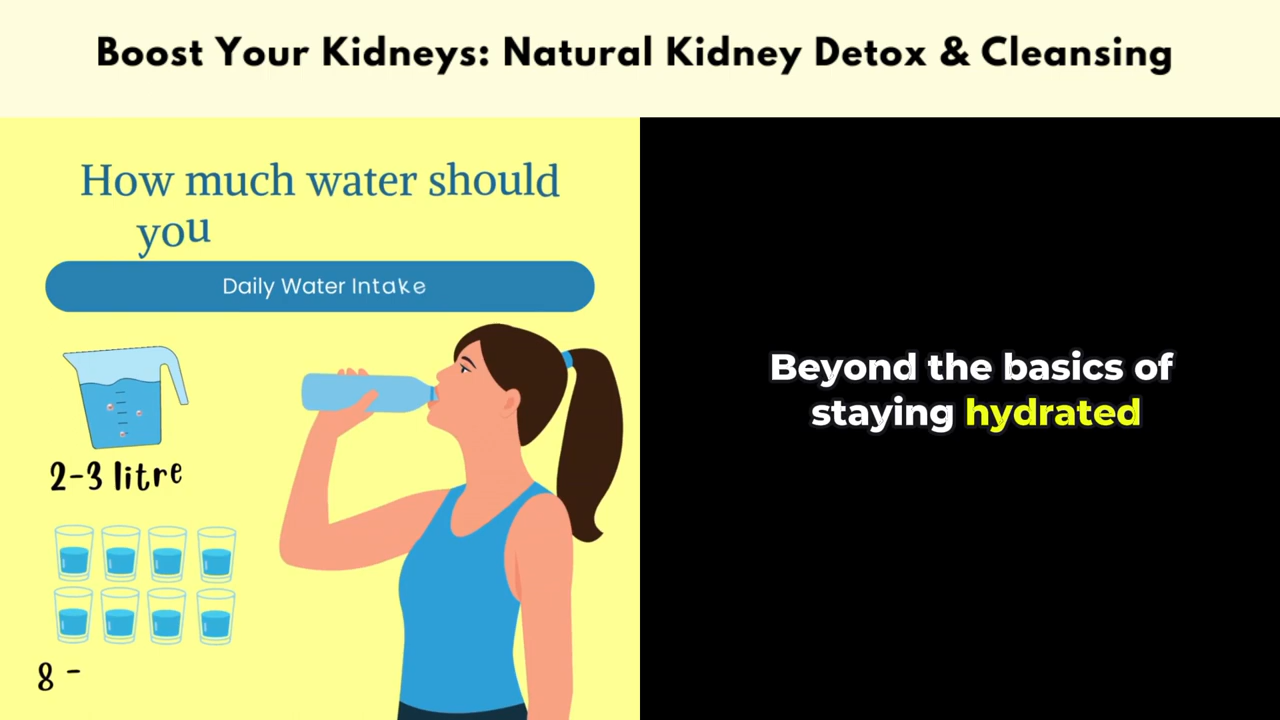 Boost Your Kidneys: Natural Kidney Detox & Cleansing
How much water should
you
Daily Water Intake
2-3 litre
8 -
Beyond the basics of
staying hydrated